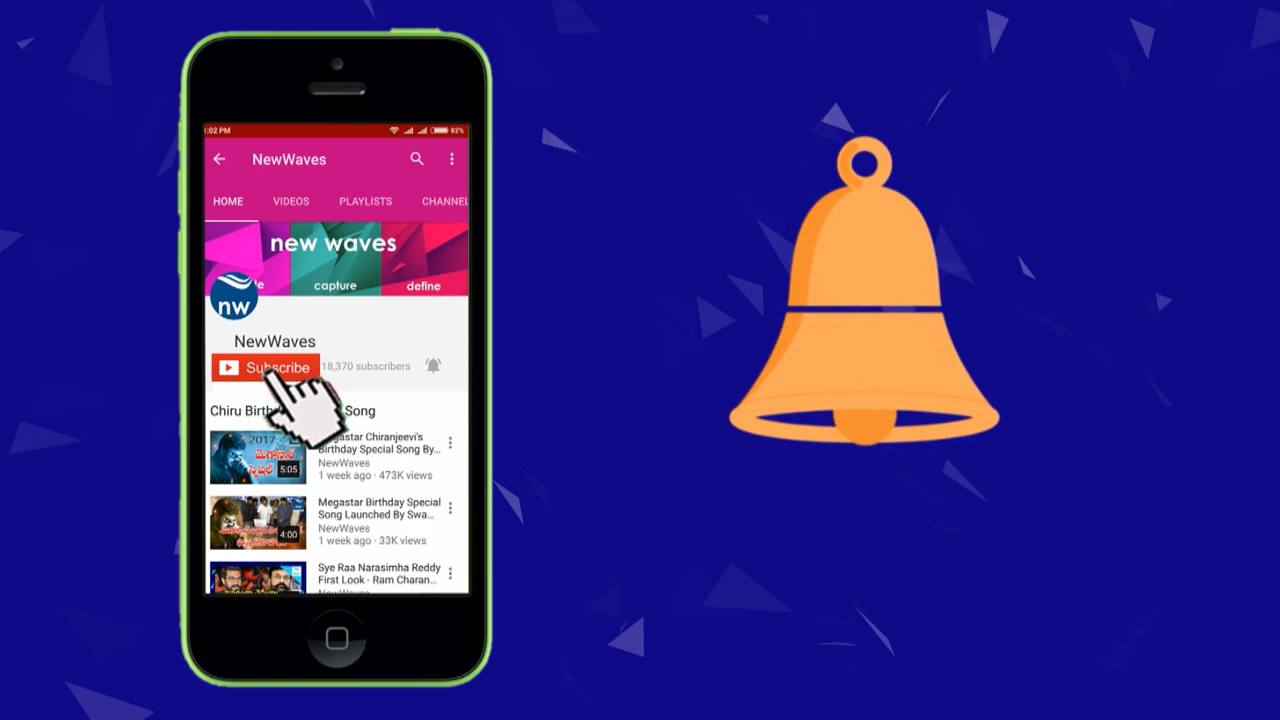 1:02 PM
82%
NewWaves
HOME VIDEOS PLAYLISTS CHANNEL
new waves
capture
define
nw
NewWaves
Subscribe
18,370 subscribers
Chiru Birth Song
2017
మెగాస్టార్
స్పెషల్
5:05
Megastar Chiranjeevi's
Birthday Special Song By...
NewWaves
1 week ago · 473K views
4:00
Megastar Birthday Special
Song Launched By Swa...
NewWaves
1 week ago · 33K views
Sye Raa Narasimha Reddy
First Look - Ram Charan...
NewWaves